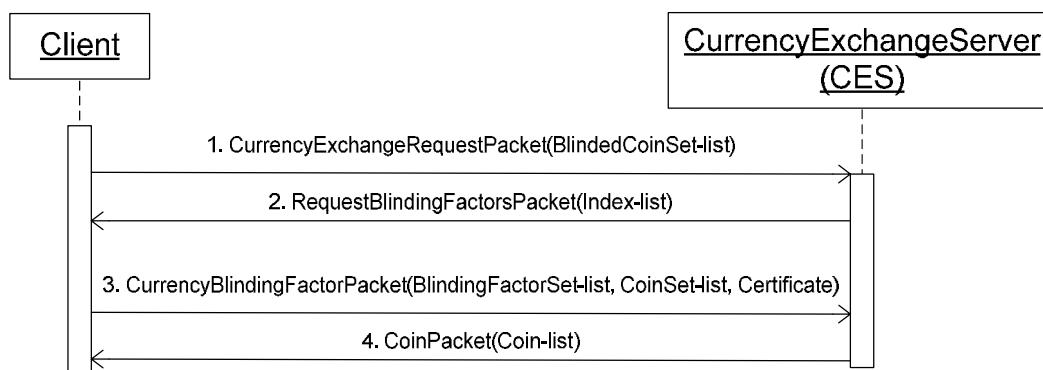 Client
CurrencyExchangeServer
(CES)
1. CurrencyExchangeRequestPacket(BlindedCoinSet-list)
2. RequestBlindingFactorsPacket(Index-list)
3. CurrencyBlindingFactorPacket(BlindingFactorSet-list, CoinSet-list, Certificate)
4. CoinPacket(Coin-list)